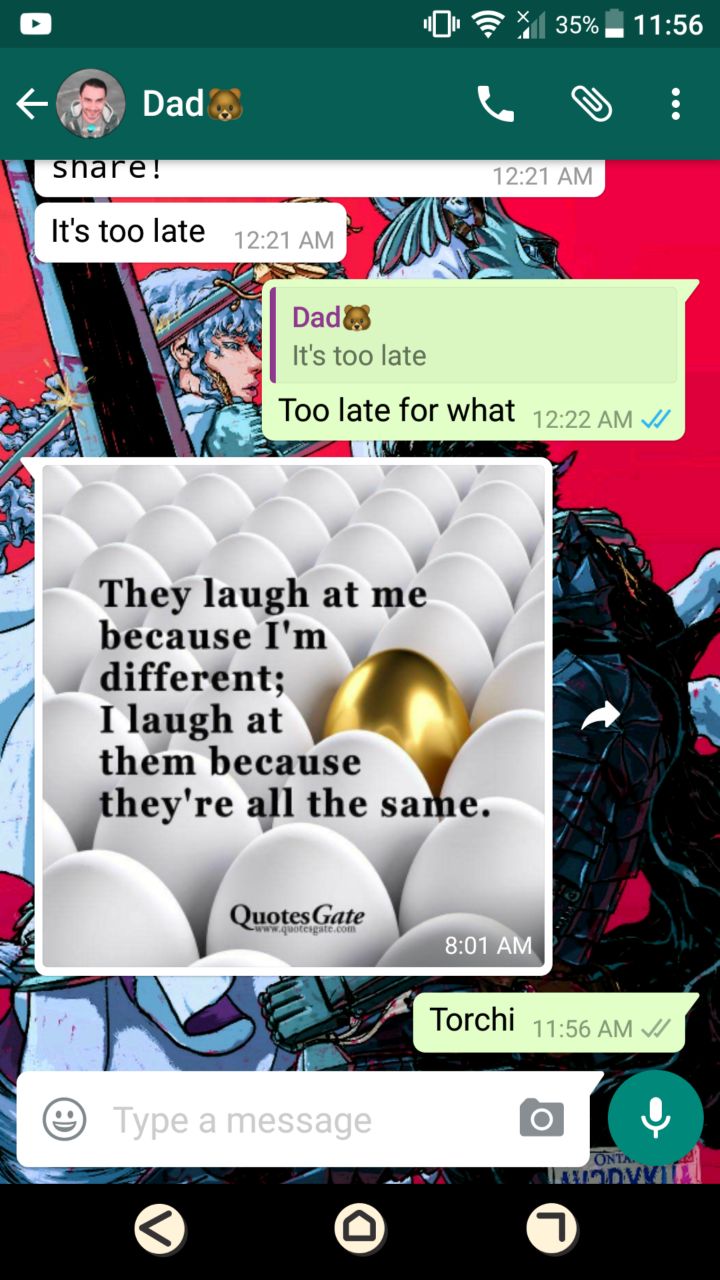 35% 11:56
Dad🐻
share!
12:21 AM
It's too late 12:21 AM
Dad🐻
It's too late
Too late for what 12:22 AM
They laugh at me
because I'm
different;
I laugh at
them because
they're all the same.
QuotesGate
www.quotesgate.com
8:01 AM
Torchi 11:56 AM
Type a message